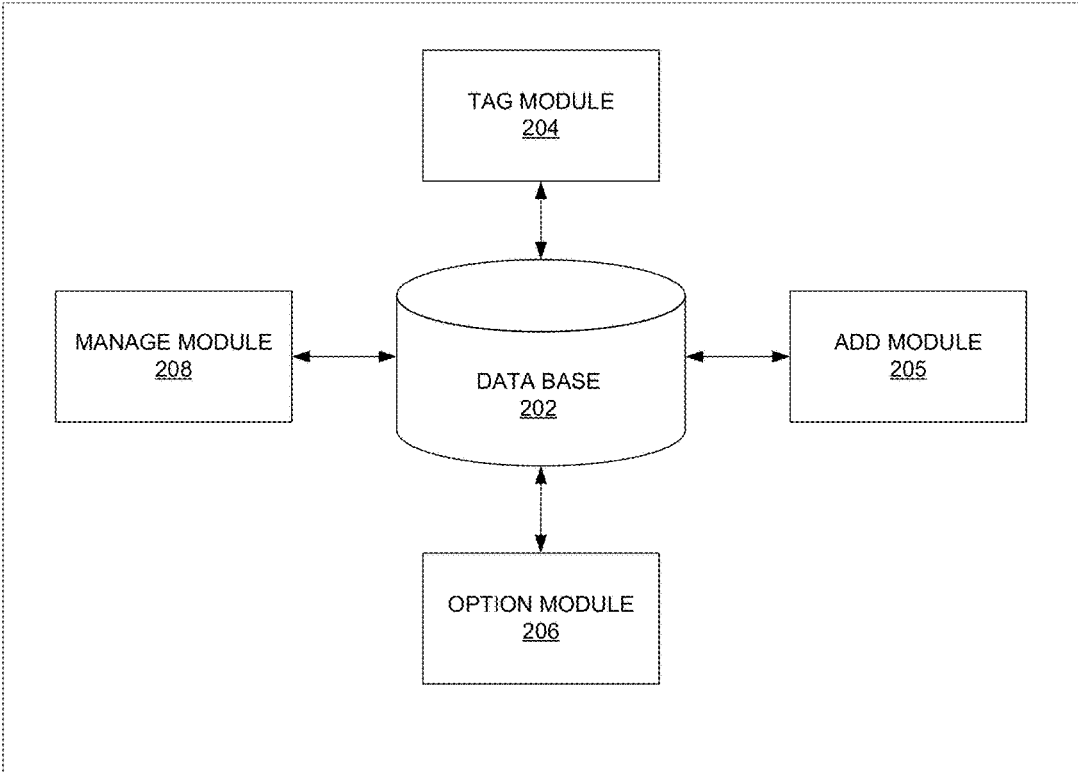 TAG MODULE
204
MANAGE MODULE
208
DATA BASE
202
ADD MODULE
205
OPTION MODULE
206